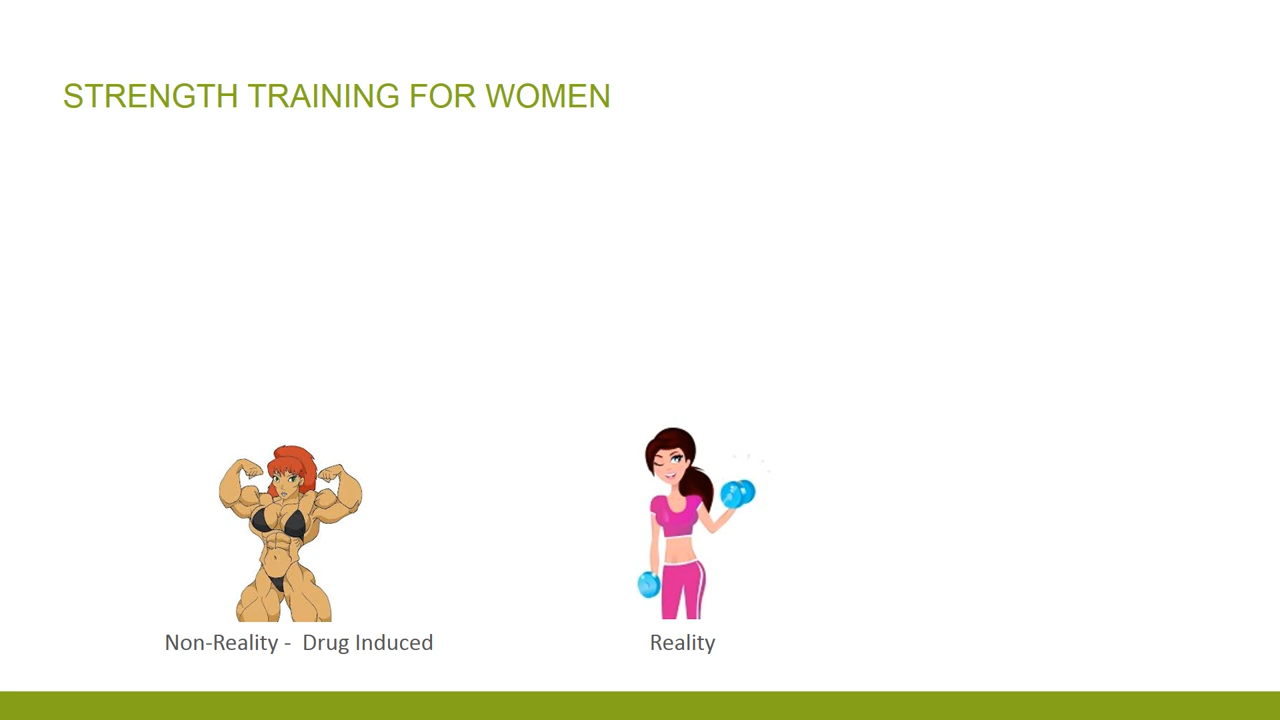 STRENGTH TRAINING FOR WOMEN
Non-Reality -  Drug Induced
Reality